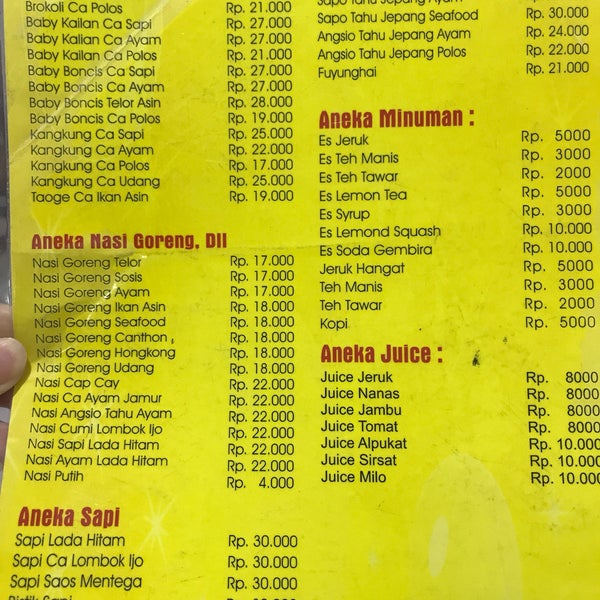 Brokoli Ca Polos Rp. 21.000
Baby Kailan Ca Sapi Rp. 27.000
Baby Kailan Ca Ayam Rp. 27.000
Baby Kailan Ca Polos Rp. 21.000
Baby Boncis Ca Sapi Rp. 27.000
Baby Boncis Ca Ayam Rp. 27.000
Baby Boncis Telor Asin Rp. 28.000
Baby Boncis Ca Polos Rp. 19.000
Kangkung Ca Sapi Rp. 25.000
Kangkung Ca Ayam Rp. 22.000
Kangkung Ca Polos Rp. 17.000
Kangkung Ca Udang Rp. 25.000
Taoge Ca Ikan Asin Rp. 19.000
Aneka Nasi Goreng, Dll
Nasi Goreng Telor Rp. 17.000
Nasi Goreng Sosis Rp. 17.000
Nasi Goreng Ayam Rp. 17.000
Nasi Goreng Ikan Asin Rp. 18.000
Nasi Goreng Seafood Rp. 18.000
Nasi Goreng Canthon Rp. 18.000
Nasi Goreng Hongkong Rp. 18.000
Nasi Goreng Udang Rp. 18.000
Nasi Cap Cay Rp. 22.000
Nasi Ca Ayam Jamur Rp. 22.000
Nasi Angsio Tahu Ayam Rp. 22.000
Nasi Cumi Lombok Ijo Rp. 22.000
Nasi Sapi Lada Hitam Rp. 22.000
Nasi Ayam Lada Hitam Rp. 22.000
Nasi Putih Rp. 4.000
Aneka Sapi
Sapi Lada Hitam Rp. 30.000
Sapi Ca Lombok Ijo Rp. 30.000
Sapi Saos Mentega Rp. 30.000
Sapo Tahu Jepang Ayam
Sapo Tahu Jepang Seafood Rp. 30.000
Angsio Tahu Jepang Ayam Rp. 24.000
Angsio Tahu Jepang Polos Rp. 22.000
Fuyunghai Rp. 21.000
Aneka Minuman :
Es Jeruk Rp. 5000
Es Teh Manis Rp. 3000
Es Teh Tawar Rp. 2000
Es Lemon Tea Rp. 5000
Es Syrup Rp. 3000
Es Lemond Squash Rp. 10.000
Es Soda Gembira Rp. 10.000
Jeruk Hangat Rp. 5000
Teh Manis Rp. 3000
Teh Tawar Rp. 2000
Kopi Rp. 5000
Aneka Juice :
Juice Jeruk Rp. 8000
Juice Nanas Rp. 8000
Juice Jambu Rp. 8000
Juice Tomat Rp. 8000
Juice Alpukat Rp. 10.000
Juice Sirsat Rp. 10.000
Juice Milo Rp. 10.000